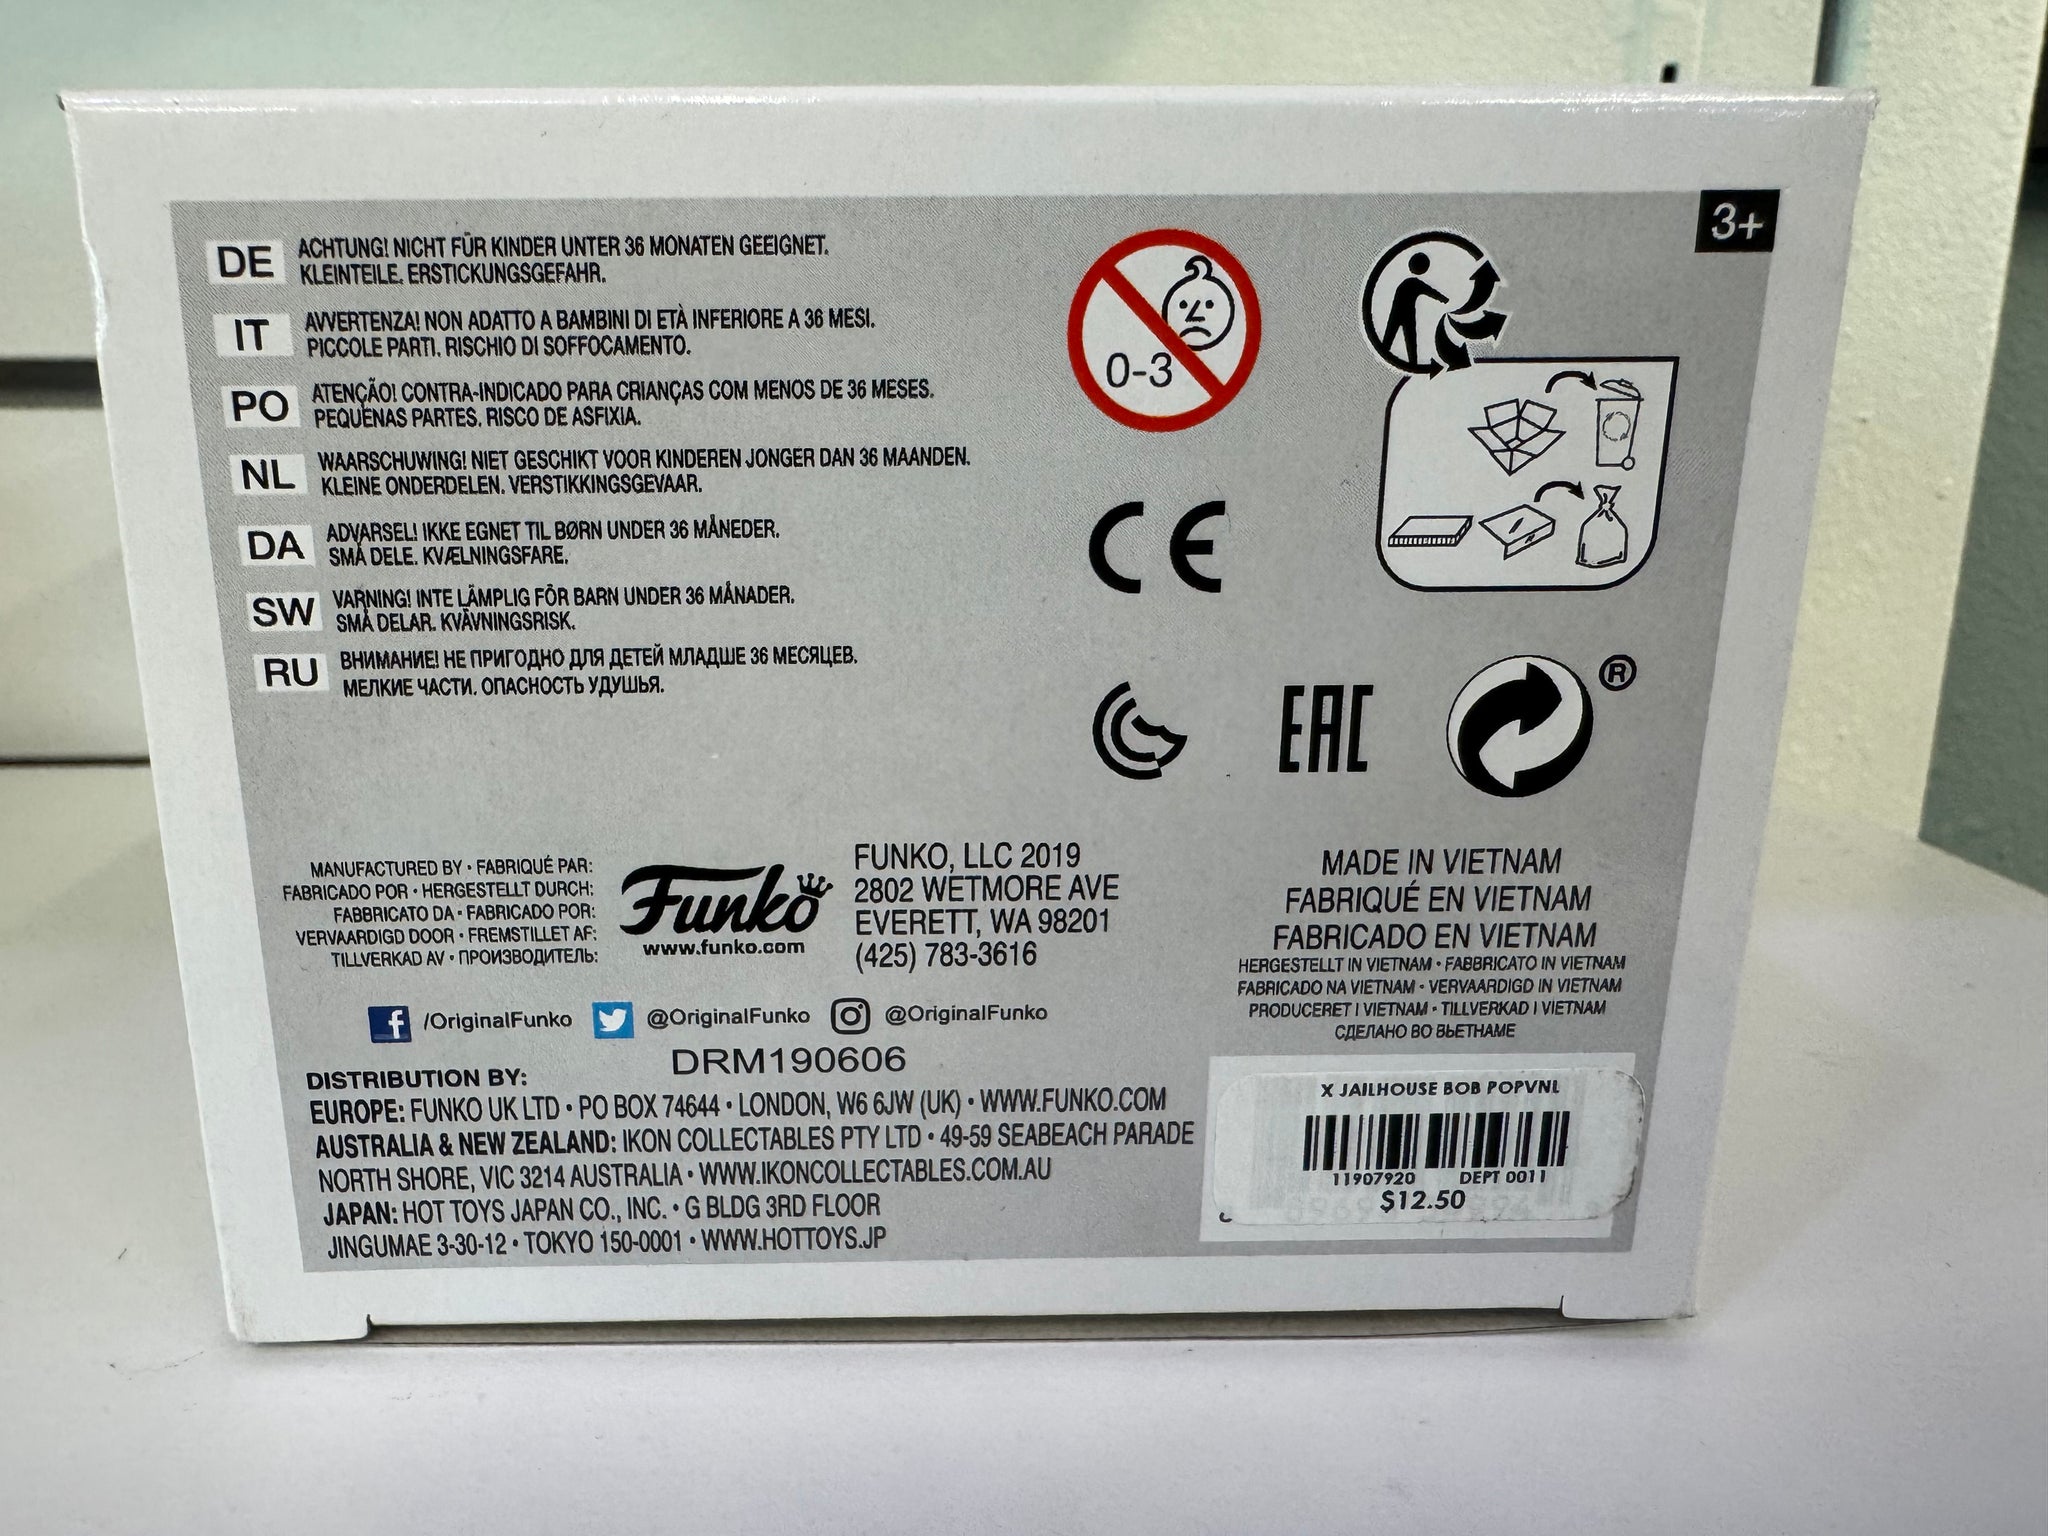 3+
DE
ACHTUNG! NICHT FÜR KINDER UNTER 36 MONATEN GEEIGNET.
KLEINTEILE. ERSTICKUNGSGEFAHR.
IT
AVVERTENZA! NON ADATTO A BAMBINI DI ETÀ INFERIORE A 36 MESI.
PICCOLE PARTI. RISCHIO DI SOFFOCAMENTO.
PO
ATENÇÃO! CONTRA-INDICADO PARA CRIANÇAS COM MENOS DE 36 MESES.
PEQUENAS PARTES. RISCO DE ASFIXIA.
NL
WAARSCHUWING! NIET GESCHIKT VOOR KINDEREN JONGER DAN 36 MAANDEN.
KLEINE ONDERDELEN. VERSTIKKINGSGEVAAR.
DA
ADVARSEL! IKKE EGNET TIL BØRN UNDER 36 MÅNEDER.
SMÅ DELE. KVÆLNINGSFARE.
SW
VARNING! INTE LÄMPLIG FÖR BARN UNDER 36 MÅNADER.
SMÅ DELAR. KVÄVNINGSRISK.
RU
ВНИМАНИЕ! НЕ ПРИГОДНО ДЛЯ ДЕТЕЙ МЛАДШЕ 36 МЕСЯЦЕВ.
МЕЛКИЕ ЧАСТИ. ОПАСНОСТЬ УДУШЬЯ.
0-3
CE
EAC
®
MANUFACTURED BY • FABRIQUÉ PAR:
FABRICADO POR • HERGESTELLT DURCH:
FABBRICATO DA • FABRICADO POR:
VERVAARDIGD DOOR • FREMSTILLET AF:
TILLVERKAD AV • ПРОИЗВОДИТЕЛЬ:
Funko
www.funko.com
FUNKO, LLC 2019
2802 WETMORE AVE
EVERETT, WA 98201
(425) 783-3616
MADE IN VIETNAM
FABRIQUÉ EN VIETNAM
FABRICADO EN VIETNAM
HERGESTELLT IN VIETNAM • FABBRICATO IN VIETNAM
FABRICADO NA VIETNAM • VERVAARDIGD IN VIETNAM
PRODUCERET I VIETNAM • TILLVERKAD I VIETNAM
СДЕЛАНО ВО ВЬЕТНАМЕ
f /OriginalFunko @OriginalFunko @OriginalFunko
DRM190606
DISTRIBUTION BY:
EUROPE: FUNKO UK LTD • PO BOX 74644 • LONDON, W6 6JW (UK) • WWW.FUNKO.COM
AUSTRALIA & NEW ZEALAND: IKON COLLECTABLES PTY LTD • 49-59 SEABEACH PARADE
NORTH SHORE, VIC 3214 AUSTRALIA • WWW.IKONCOLLECTABLES.COM.AU
JAPAN: HOT TOYS JAPAN CO., INC. • G BLDG 3RD FLOOR
JINGUMAE 3-30-12 • TOKYO 150-0001 • WWW.HOTTOYS.JP
X JAILHOUSE BOB POPVNL
11907920 DEPT 0011
$12.50